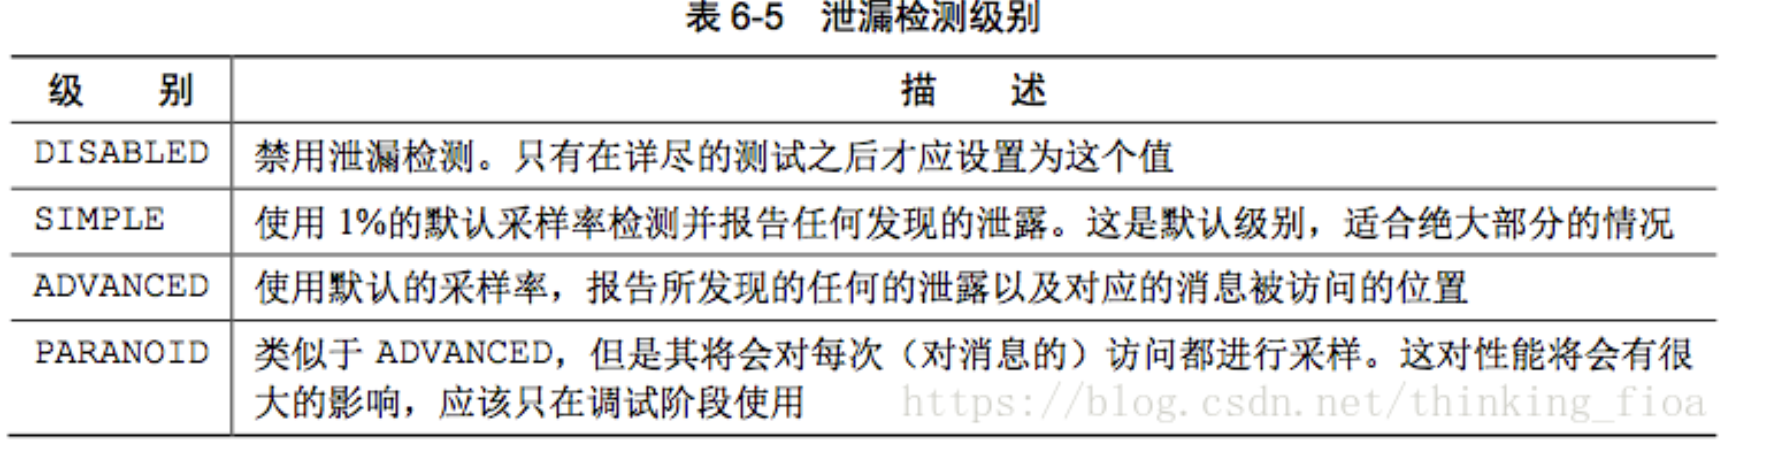 表 6-5 泄漏检测级别
级 别 描 述
DISABLED 禁用泄漏检测。只有在详尽的测试之后才应设置为这个值
SIMPLE 使用 1%的默认采样率检测并报告任何发现的泄露。这是默认级别，适合绝大部分的情况
ADVANCED 使用默认的采样率，报告所发现的任何的泄露以及对应的消息被访问的位置
PARANOID 类似于 ADVANCED，但是其将会对每次（对消息的）访问都进行采样。这对性能将会有很
大的影响，应该只在调试阶段使用
https://blog.csdn.net/thinking_fioa